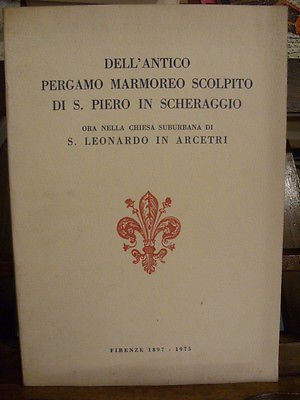 DELL'ANTICO
PERGAMO MARMOREO SCOLPITO
DI S. PIERO IN SCHERAGGIO
ORA NELLA CHIESA SUBURBANA DI
S. LEONARDO IN ARCETRI
FIRENZE 1897 - 1975